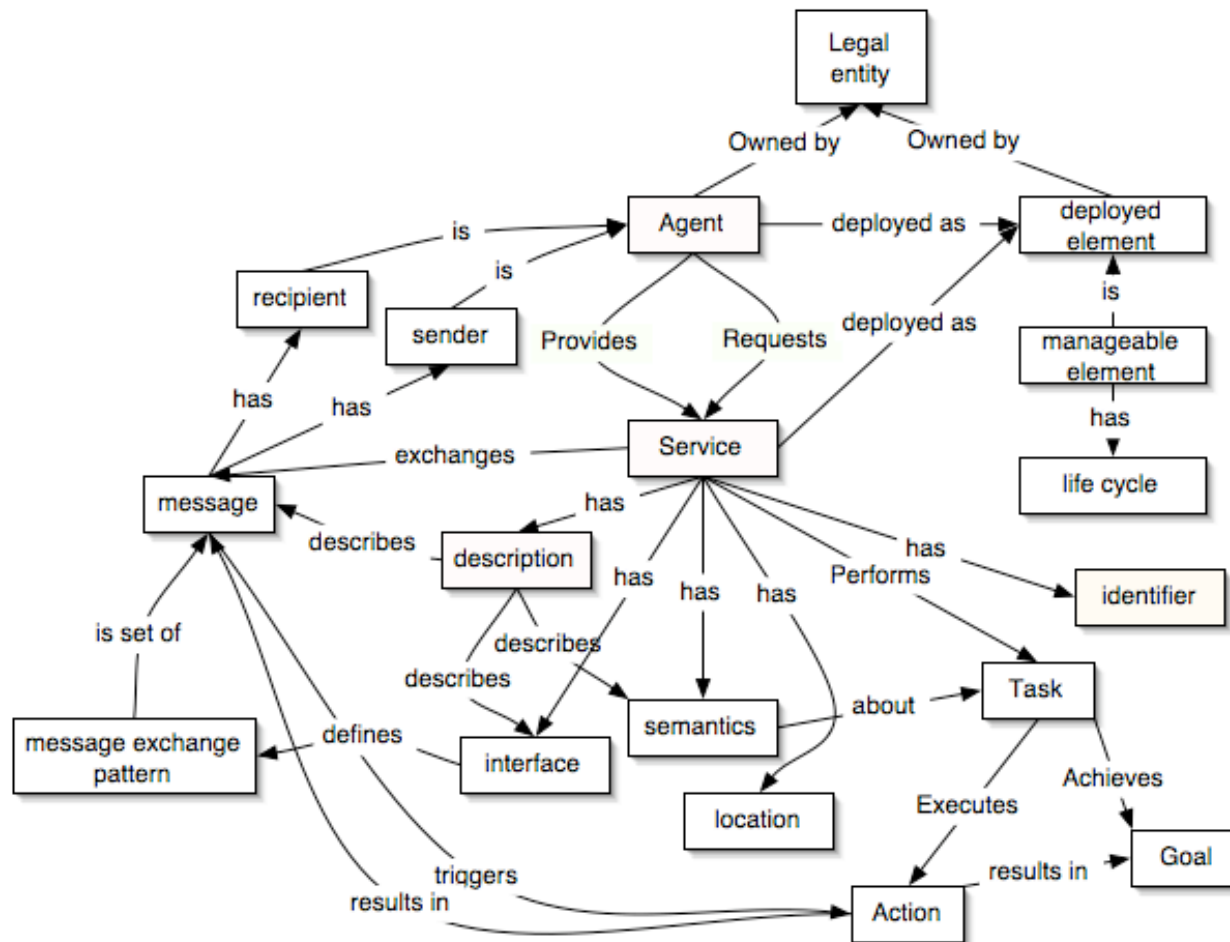 Legal
entity
Owned by
Owned by
Agent
deployed as
deployed
element
is
recipient
is
sender
is
Provides
Requests
deployed as
manageable
element
has
has
has
Service
exchanges
life cycle
message
has
describes
description
has
Performs
identifier
has
has
has
is set of
describes
describes
Task
about
semantics
message exchange
pattern
defines
interface
Achieves
Executes
location
Goal
results in
triggers
results in
Action